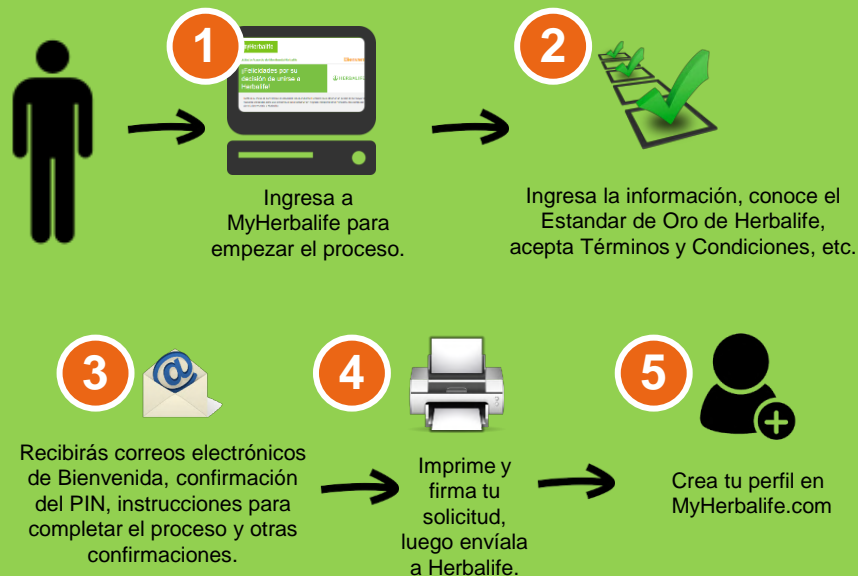 1
MyHerbalife
¡Felicidades por su
decisión de unirse a
Herbalife!
HERBALIFE
Ingresa a
MyHerbalife para
empezar el proceso.
2
Ingresa la información, conoce el
Estandar de Oro de Herbalife,
acepta Términos y Condiciones, etc.
3
@
Recibirás correos electrónicos
de Bienvenida, confirmación
del PIN, instrucciones para
completar el proceso y otras
confirmaciones.
4
Imprime y
firma tu
solicitud,
luego envíala
a Herbalife.
5
Crea tu perfil en
MyHerbalife.com